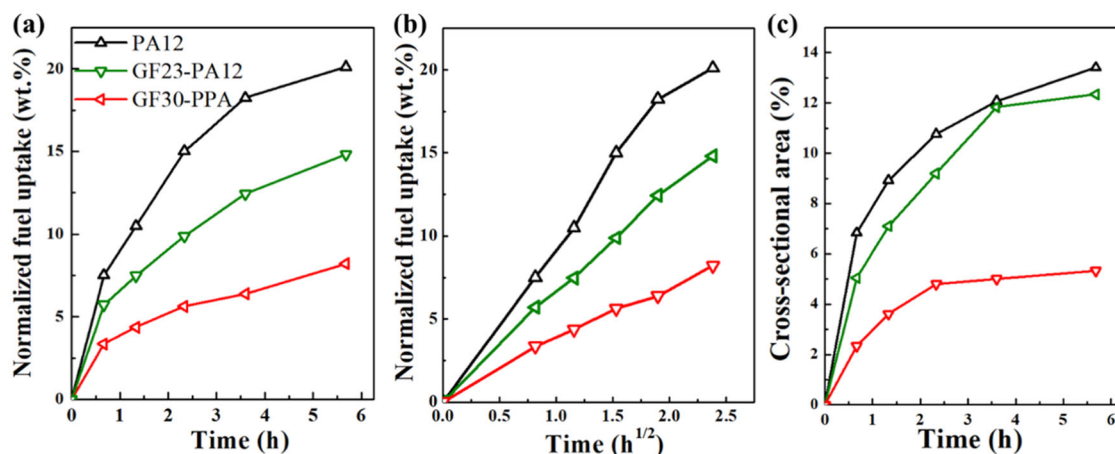 (a)
PA12
GF23-PA12
GF30-PPA
Normalized fuel uptake (wt.%)
20
15
10
5
0
0 1 2 3 4 5 6
Time (h)
(b)
Normalized fuel uptake (wt.%)
20
15
10
5
0
0.0 0.5 1.0 1.5 2.0 2.5
Time (h1/2)
(c)
Cross-sectional area (%)
14
12
10
8
6
4
2
0
0 1 2 3 4 5 6
Time (h)